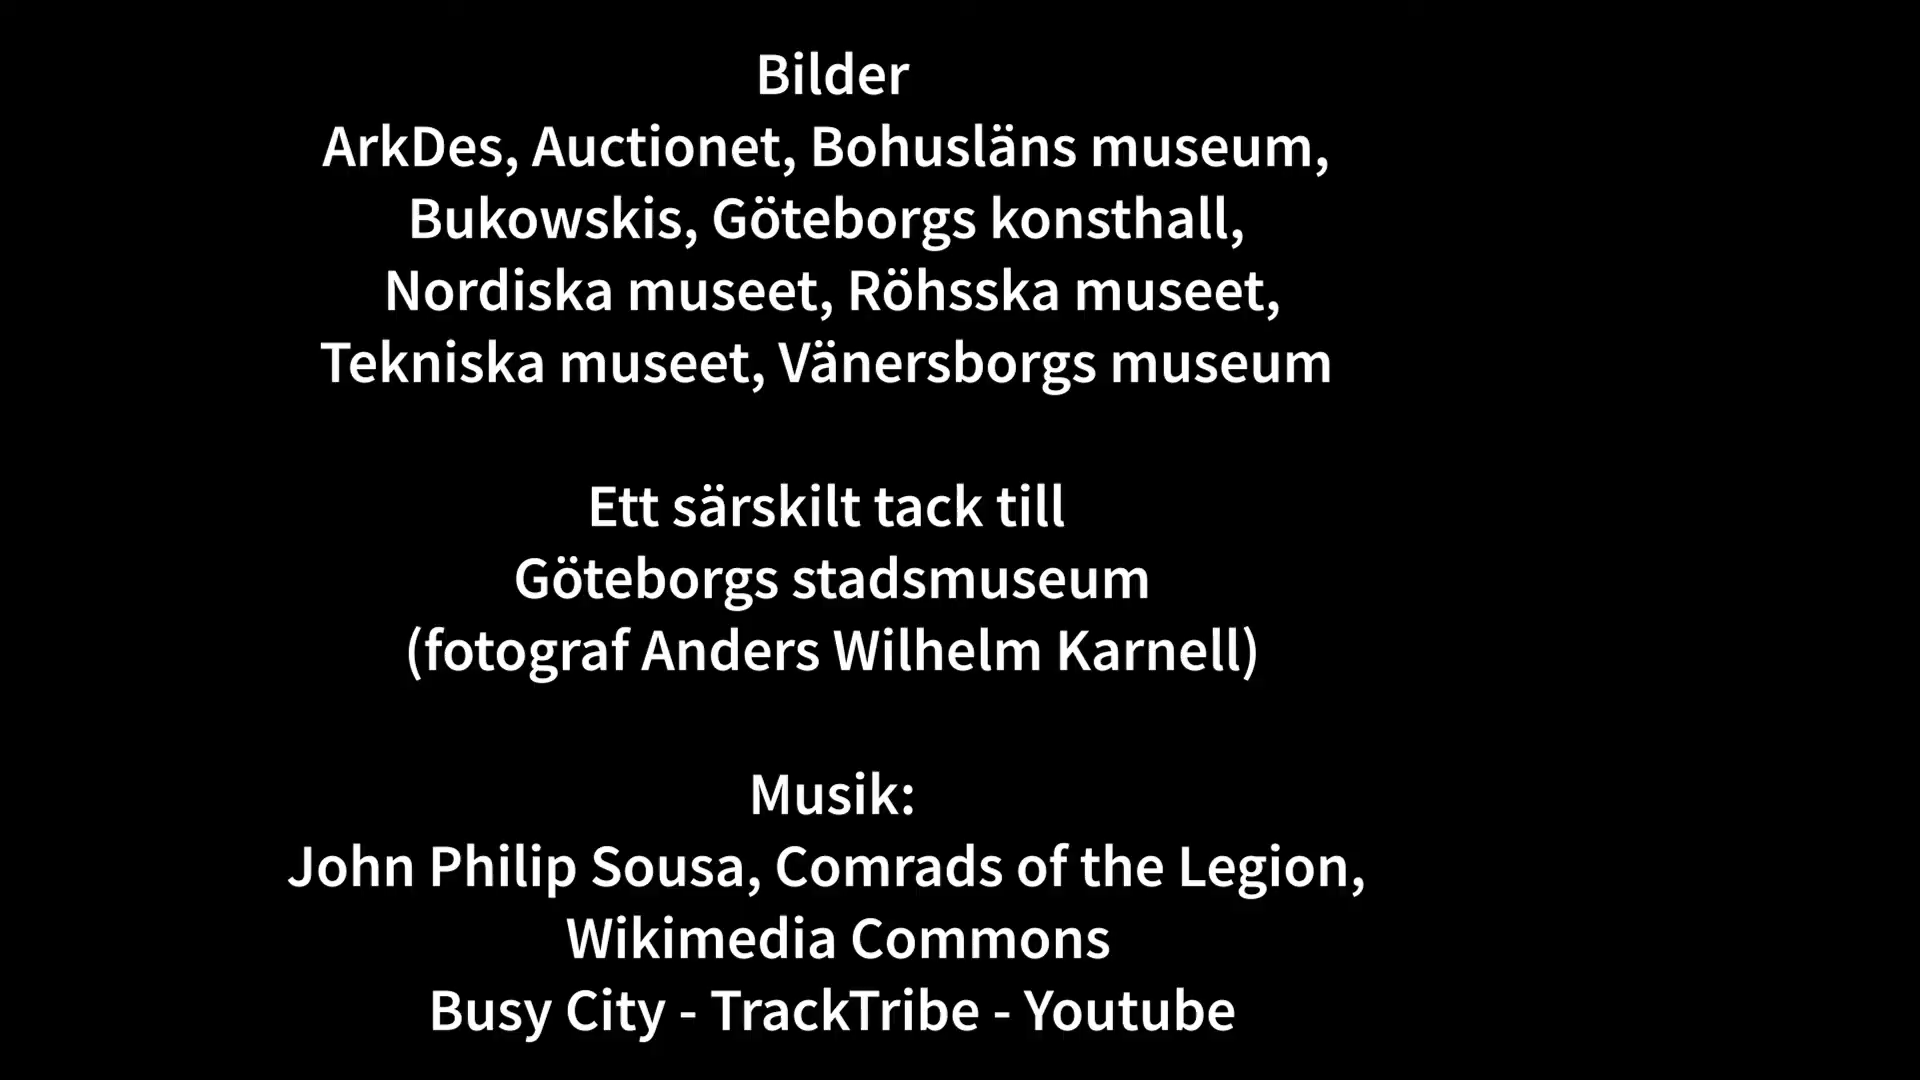 Bilder
ArkDes, Auctionet, Bohusläns museum,
Bukowskis, Göteborgs konsthall,
Nordiska museet, Röhsska museet,
Tekniska museet, Vänersborgs museum
Ett särskilt tack till
Göteborgs stadsmuseum
(fotograf Anders Wilhelm Karnell)
Musik:
John Philip Sousa, Comrads of the Legion,
Wikimedia Commons
Busy City - TrackTribe - Youtube